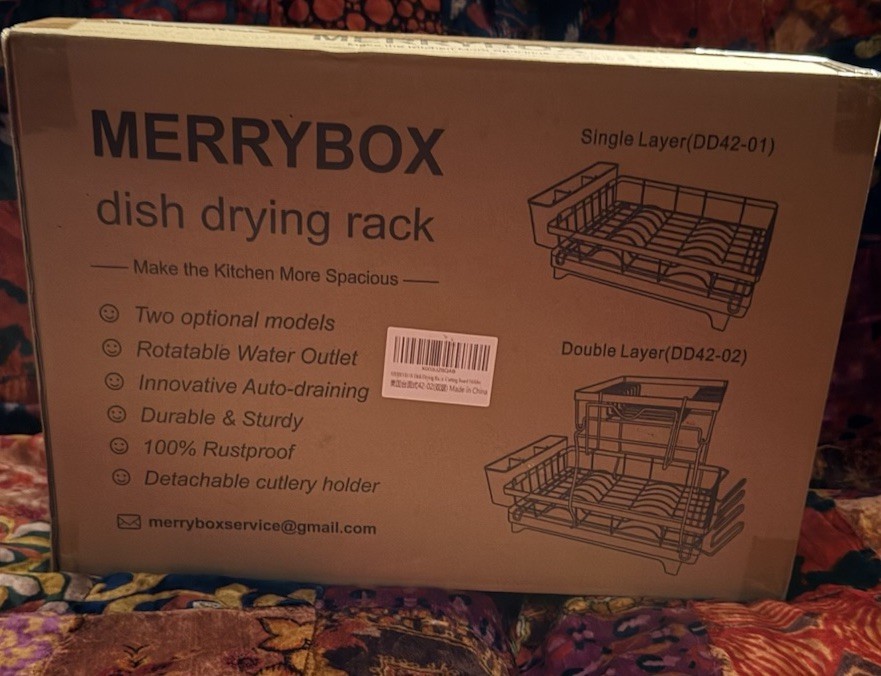 MERRYBOX
MERRYBOX
dish drying rack
Make the Kitchen More Spacious
Two optional models
Rotatable Water Outlet
Innovative Auto-draining
Durable & Sturdy
100% Rustproof
Detachable cutlery holder
merryboxservice@gmail.com
Single Layer(DD42-01)
Double Layer(DD42-02)
Made in China